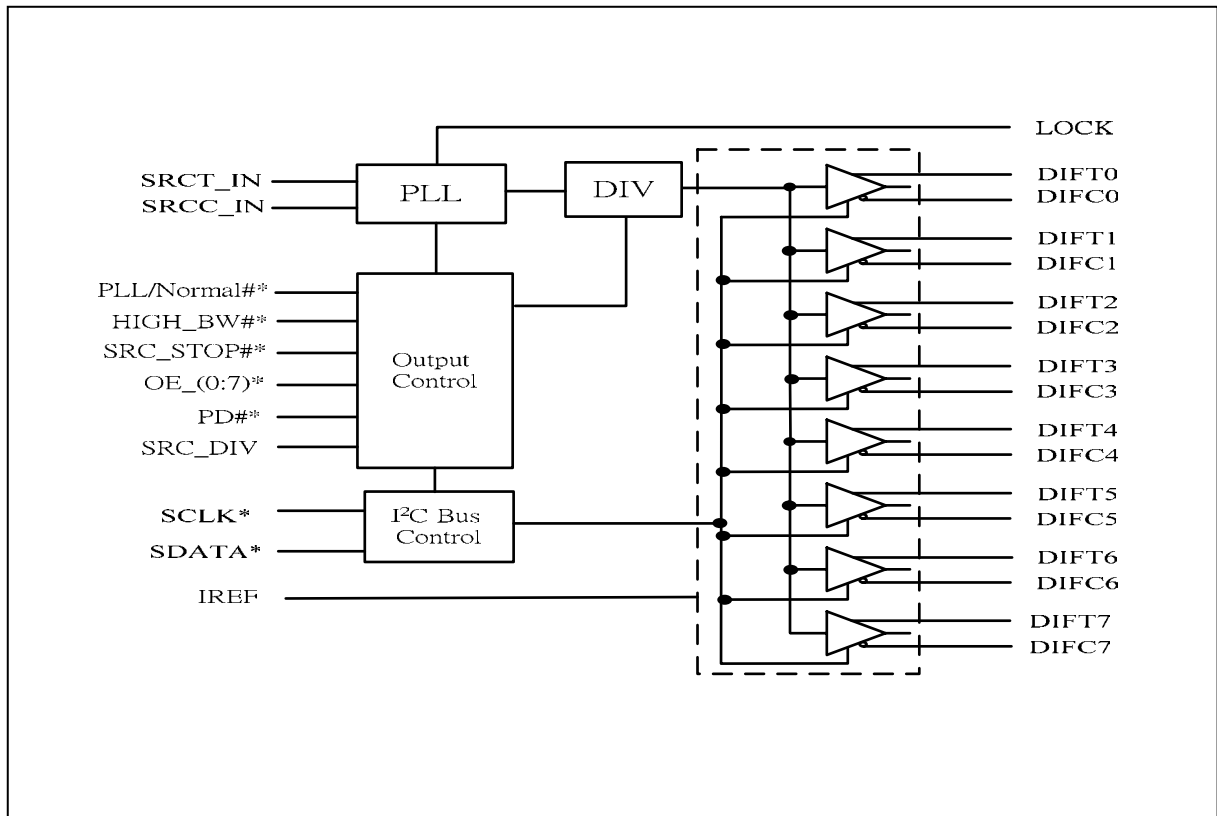 LOCK
SRCT_IN
SRCC_IN
PLL
DIV
PLL/Normal#*
HIGH_BW#*
SRC_STOP#*
OE_(0:7)*
PD#*
SRC_DIV
Output
Control
SCLK*
SDATA*
I²C Bus
Control
IREF
DIFT0
DIFC0
DIFT1
DIFC1
DIFT2
DIFC2
DIFT3
DIFC3
DIFT4
DIFC4
DIFT5
DIFC5
DIFT6
DIFC6
DIFT7
DIFC7